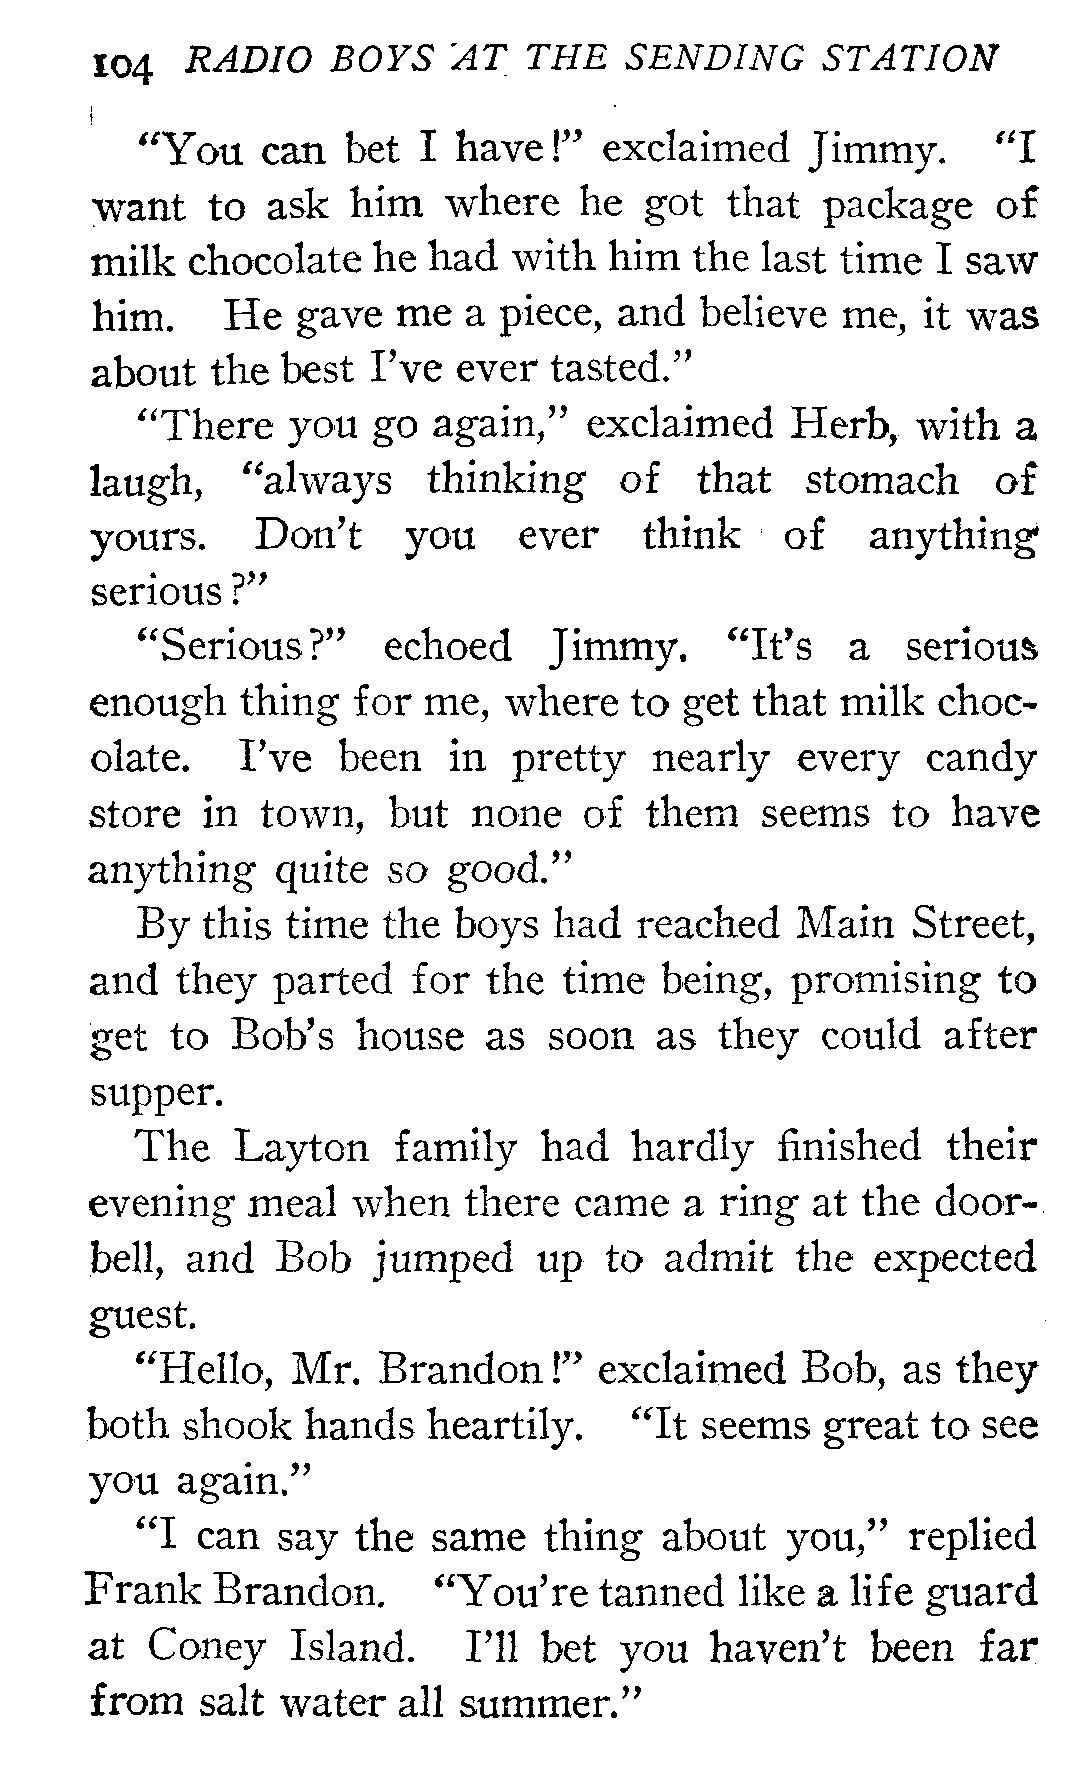 104 RADIO BOYS AT THE SENDING STATION
“You can bet I have!” exclaimed Jimmy. “I
want to ask him where he got that package of
milk chocolate he had with him the last time I saw
him. He gave me a piece, and believe me, it was
about the best I’ve ever tasted.”
“There you go again,” exclaimed Herb, with a
laugh, “always thinking of that stomach of
yours. Don’t you ever think of anything
serious?”
“Serious?” echoed Jimmy. “It’s a serious
enough thing for me, where to get that milk choc-
olate. I’ve been in pretty nearly every candy
store in town, but none of them seems to have
anything quite so good.”
By this time the boys had reached Main Street,
and they parted for the time being, promising to
get to Bob’s house as soon as they could after
supper.
The Layton family had hardly finished their
evening meal when there came a ring at the door-
bell, and Bob jumped up to admit the expected
guest.
“Hello, Mr. Brandon!” exclaimed Bob, as they
both shook hands heartily. “It seems great to see
you again.”
“I can say the same thing about you,” replied
Frank Brandon. “You’re tanned like a life guard
at Coney Island. I’ll bet you haven’t been far
from salt water all summer.”